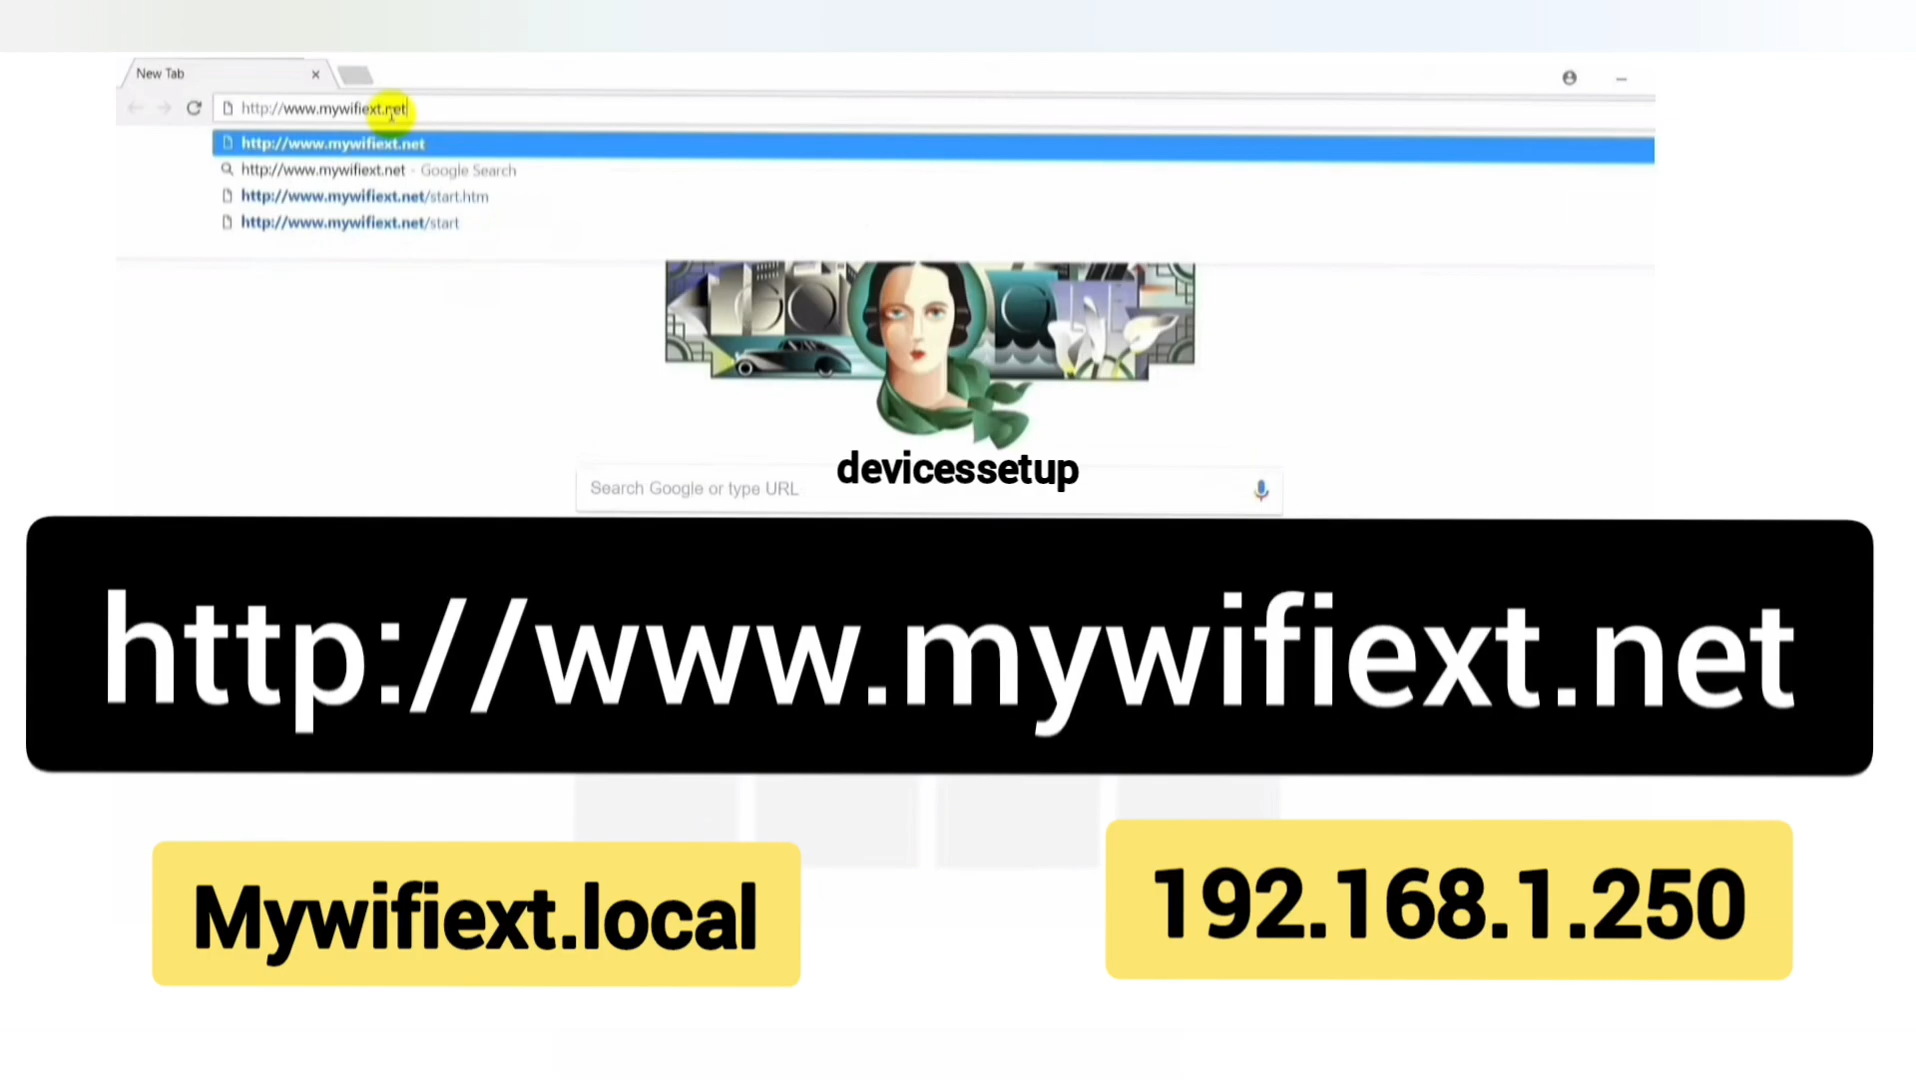 New Tab
http://www.mywifiext.net
http://www.mywifiext.net
http://www.mywifiext.net - Google Search
http://www.mywifiext.net/start.htm
http://www.mywifiext.net/start
devicessetup
Search Google or type URL
http://www.mywifiext.net
Mywifiext.local
192.168.1.250